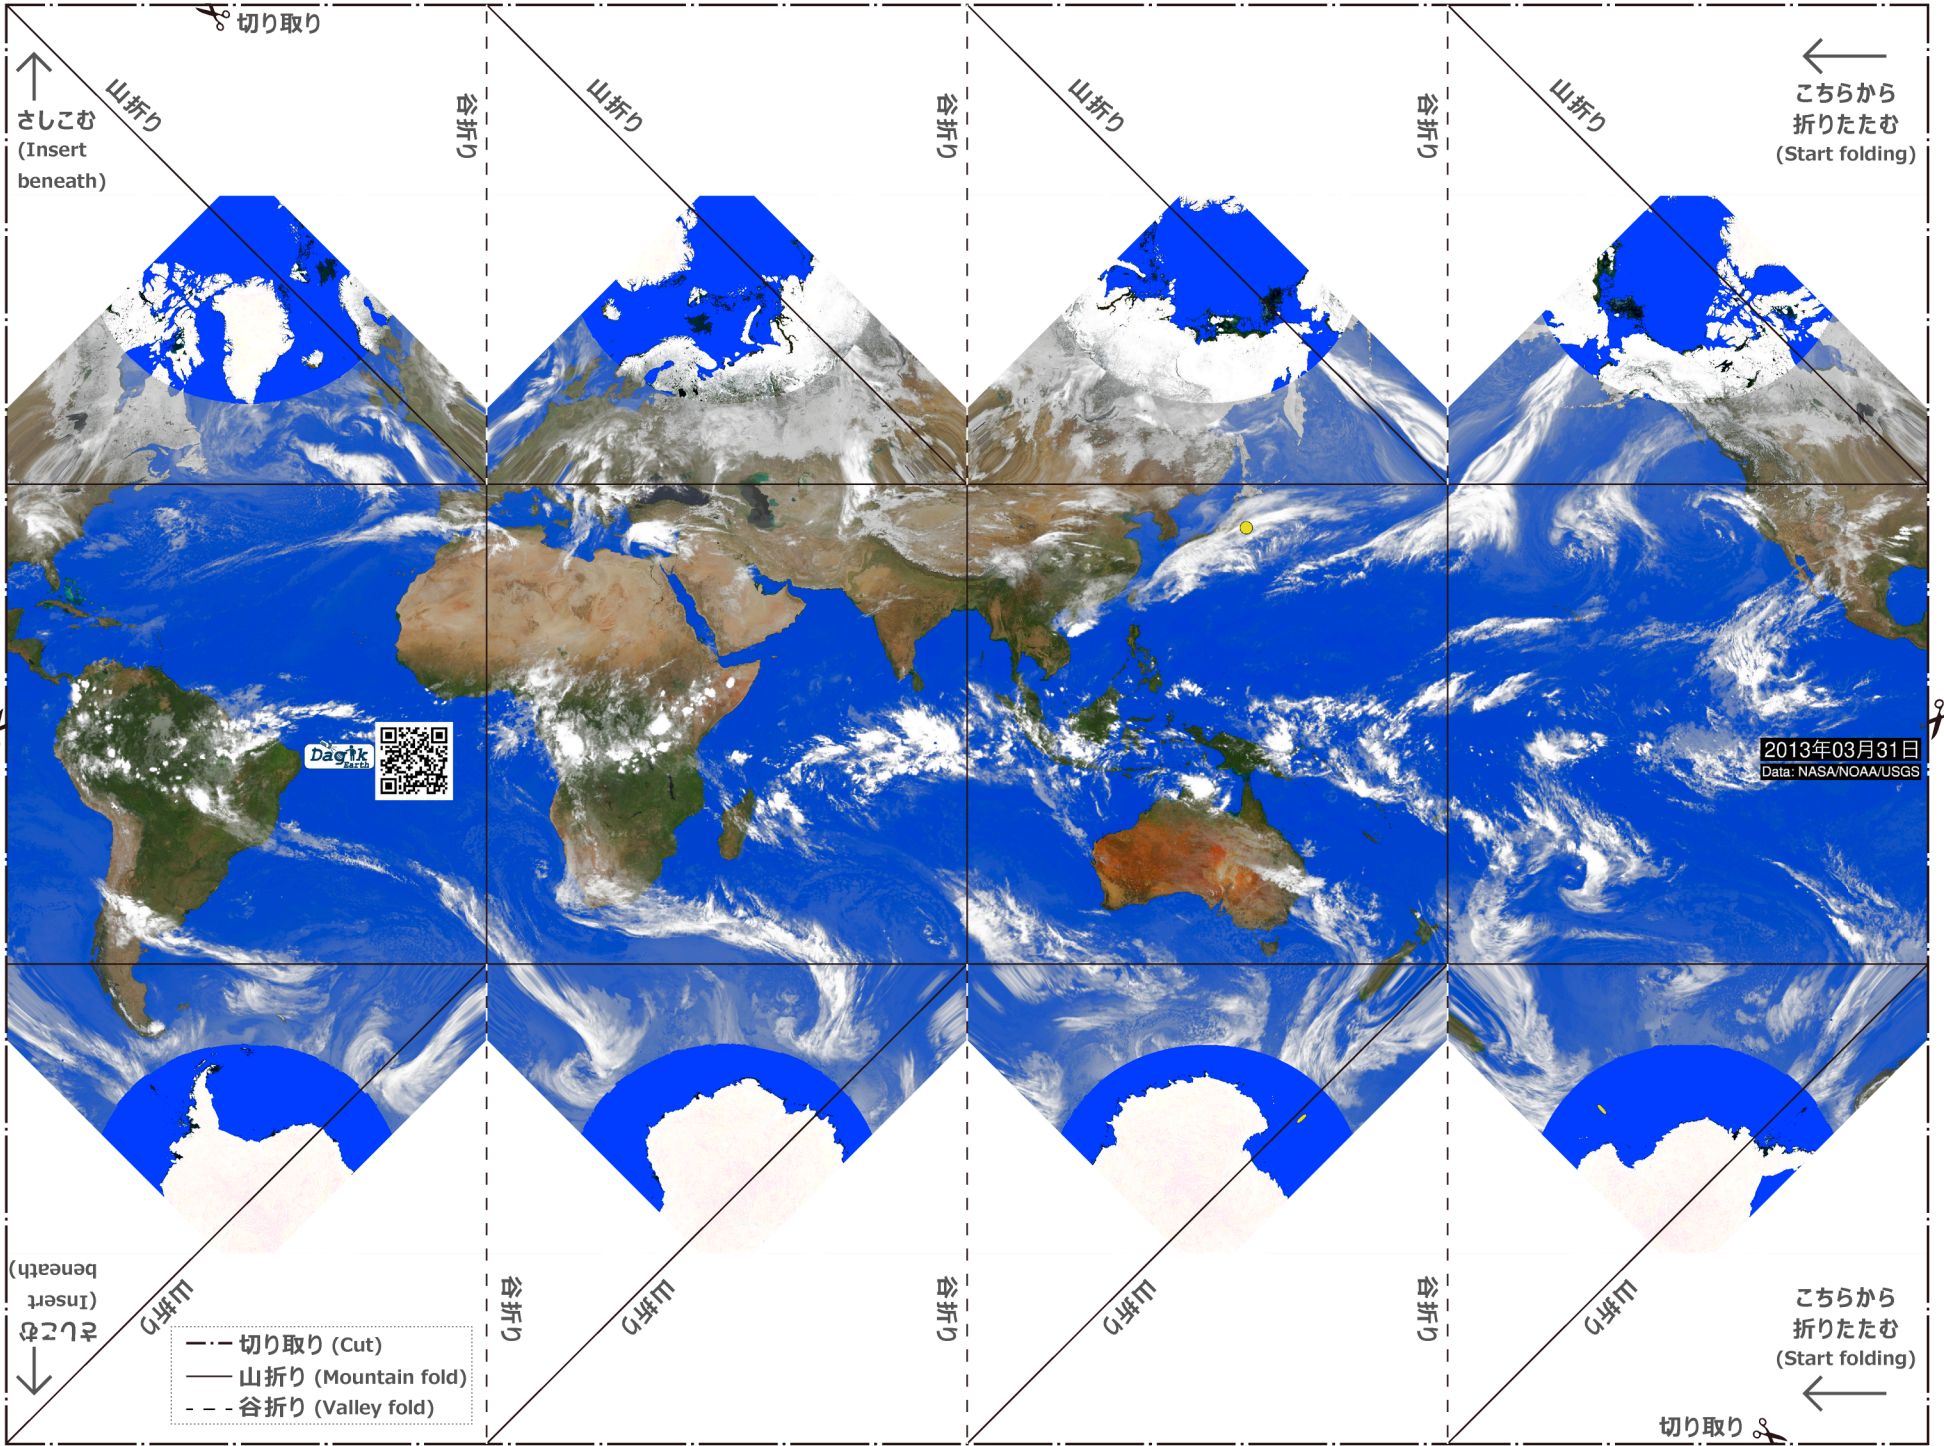 切り取り
山折り
谷折り
山折り
谷折り
山折り
谷折り
山折り
さしこむ
(Insert
beneath)
こちらから
折りたたむ
(Start folding)
Dagik
Earth
2013年03月31日
Data: NASA/NOAA/USGS
さしこむ
(Insert
beneath)
山折り
谷折り
山折り
谷折り
山折り
谷折り
山折り
こちらから
折りたたむ
(Start folding)
切り取り (Cut)
山折り (Mountain fold)
谷折り (Valley fold)
切り取り